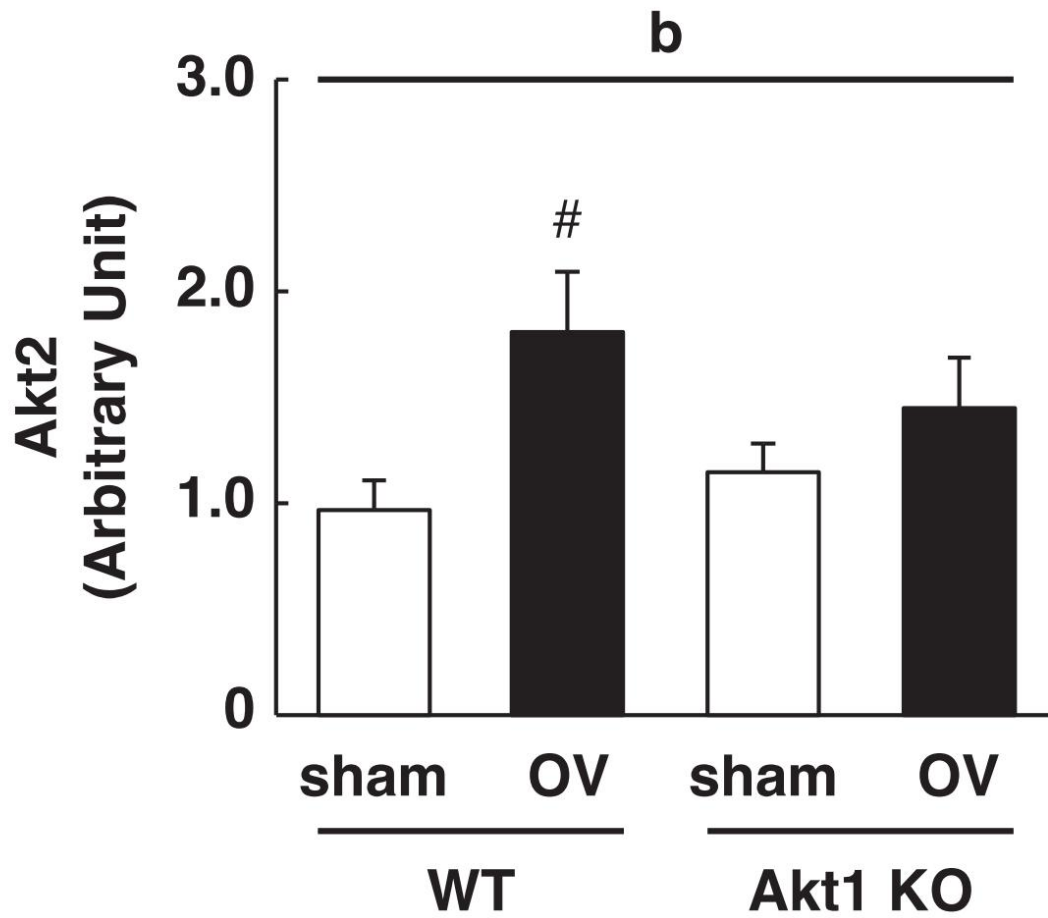 b
3.0
2.0
1.0
0
Akt2
(Arbitrary Unit)
#
sham OV sham OV
WT Akt1 KO